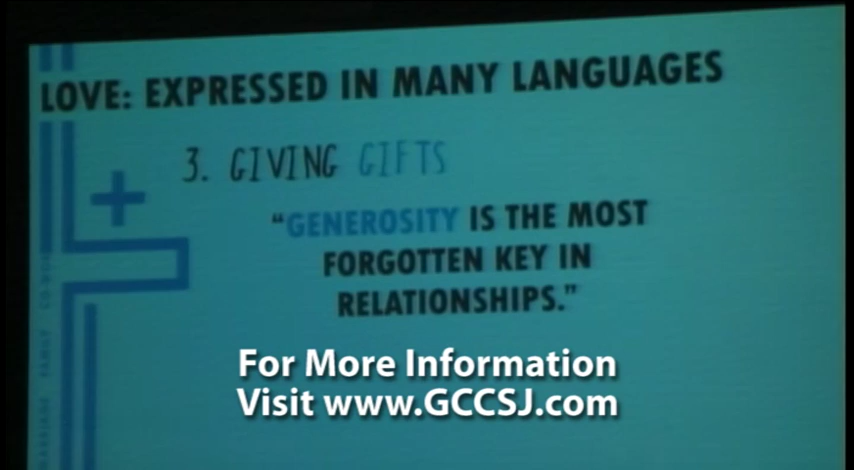 LOVE: EXPRESSED IN MANY LANGUAGES
3. GIVING GIFTS
"GENEROSITY IS THE MOST
FORGOTTEN KEY IN
RELATIONSHIPS."
For More Information
Visit www.GCCSJ.com